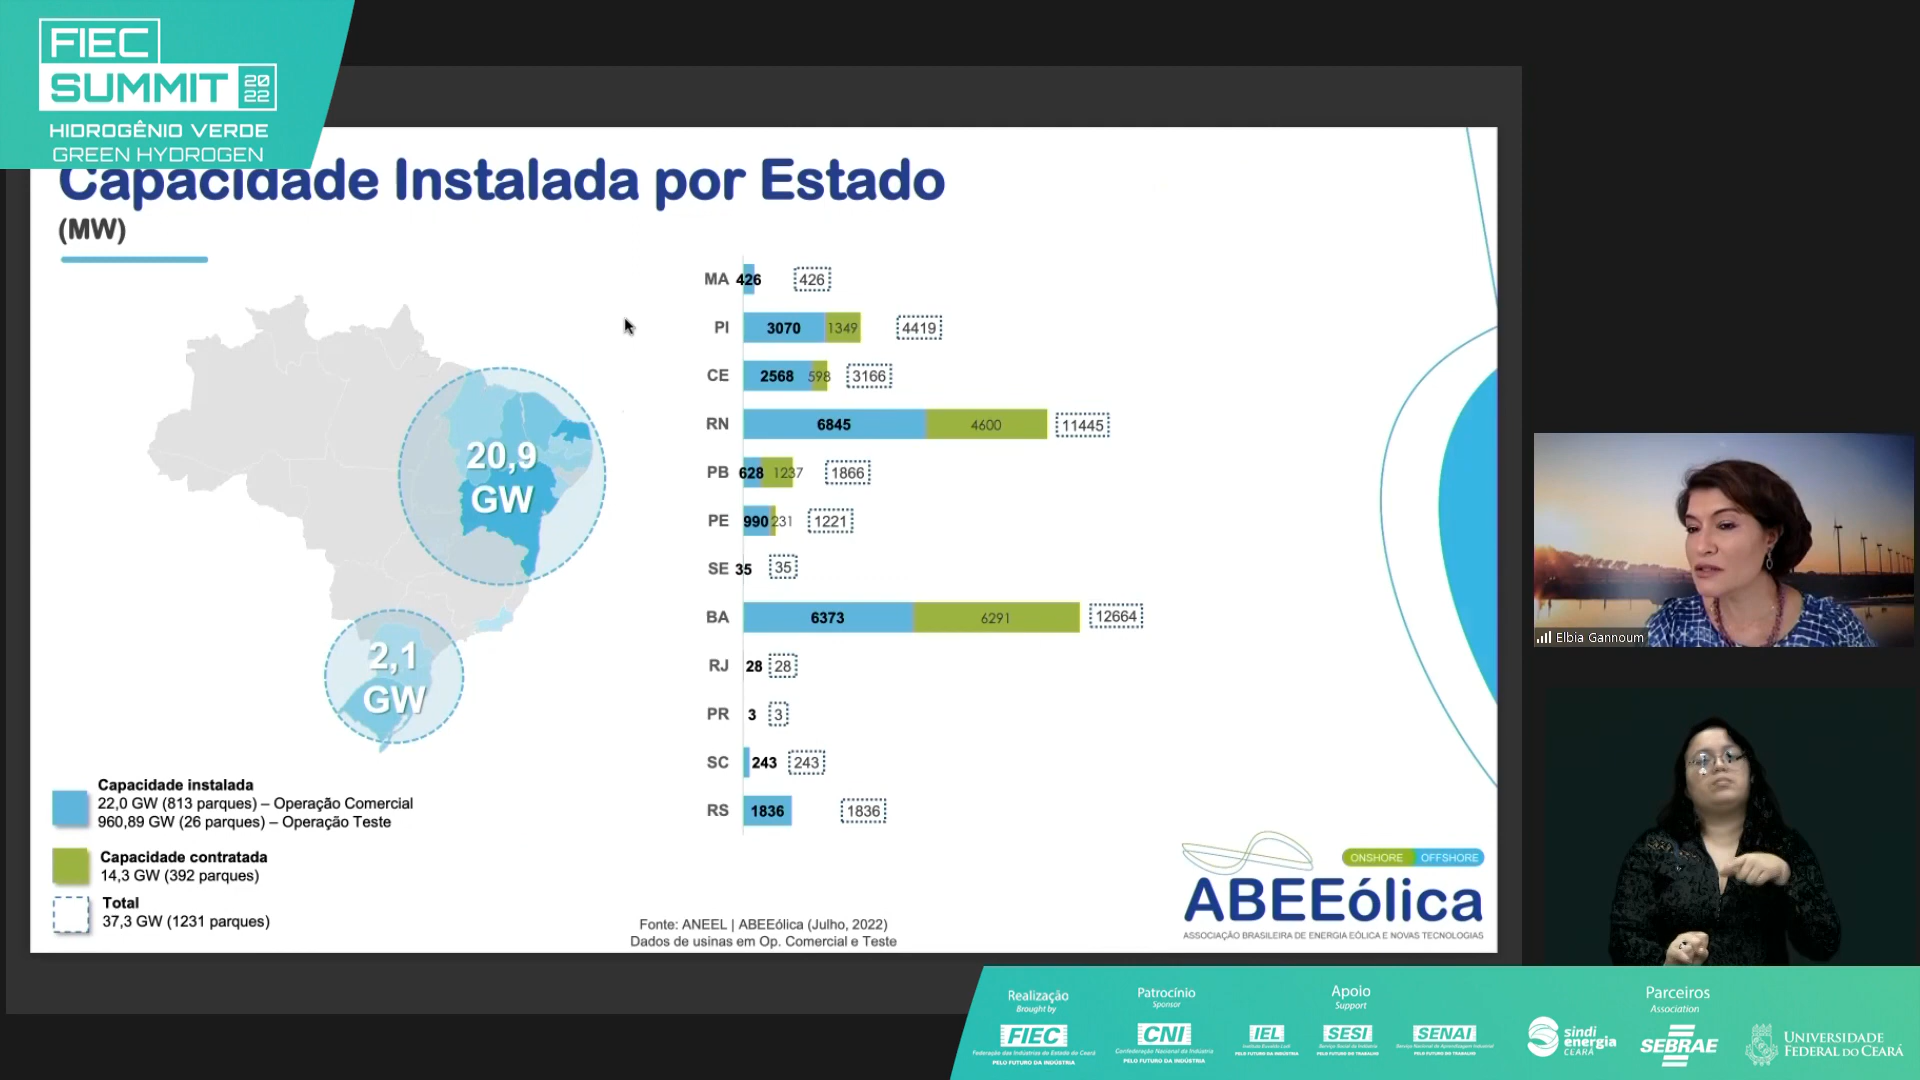 FIEC
SUMMIT 20 22
HIDROGÊNIO VERDE
GREEN HYDROGEN
Capacidade Instalada por Estado
(MW)
MA 426 426
PI 3070 1349 4419
CE 2568 598 3166
RN 6845 4600 11445
PB 628 1237 1866
PE 990 231 1221
SE 35 35
BA 6373 6291 12664
RJ 28 28
PR 3 3
SC 243 243
RS 1836 1836
20,9
GW
2,1
GW
Capacidade instalada
22,0 GW (813 parques) – Operação Comercial
960,89 GW (26 parques) – Operação Teste
Capacidade contratada
14,3 GW (392 parques)
Total
37,3 GW (1231 parques)
Fonte: ANEEL | ABEEólica (Julho, 2022)
Dados de usinas em Op. Comercial e Teste
ONSHORE OFFSHORE
ABEEólica
ASSOCIAÇÃO BRASILEIRA DE ENERGIA EÓLICA E NOVAS TECNOLOGIAS
Elbia Gannoum
Realização
Brought by
FIEC
Federação das Indústrias do Estado do Ceará
PELO FUTURO DA INDÚSTRIA
Patrocínio
Sponsor
CNI
Confederação Nacional da Indústria
PELO FUTURO DA INDÚSTRIA
Apoio
Support
IEL
Instituto Euvaldo Lodi
PELO FUTURO DA INDÚSTRIA
SESI
Serviço Social da Indústria
PELO FUTURO DO TRABALHO
SENAI
Serviço Nacional de Aprendizagem Industrial
PELO FUTURO DO TRABALHO
Parceiros
Association
sindi
energia
CEARÁ
SEBRAE
UNIVERSIDADE
FEDERAL DO CEARÁ